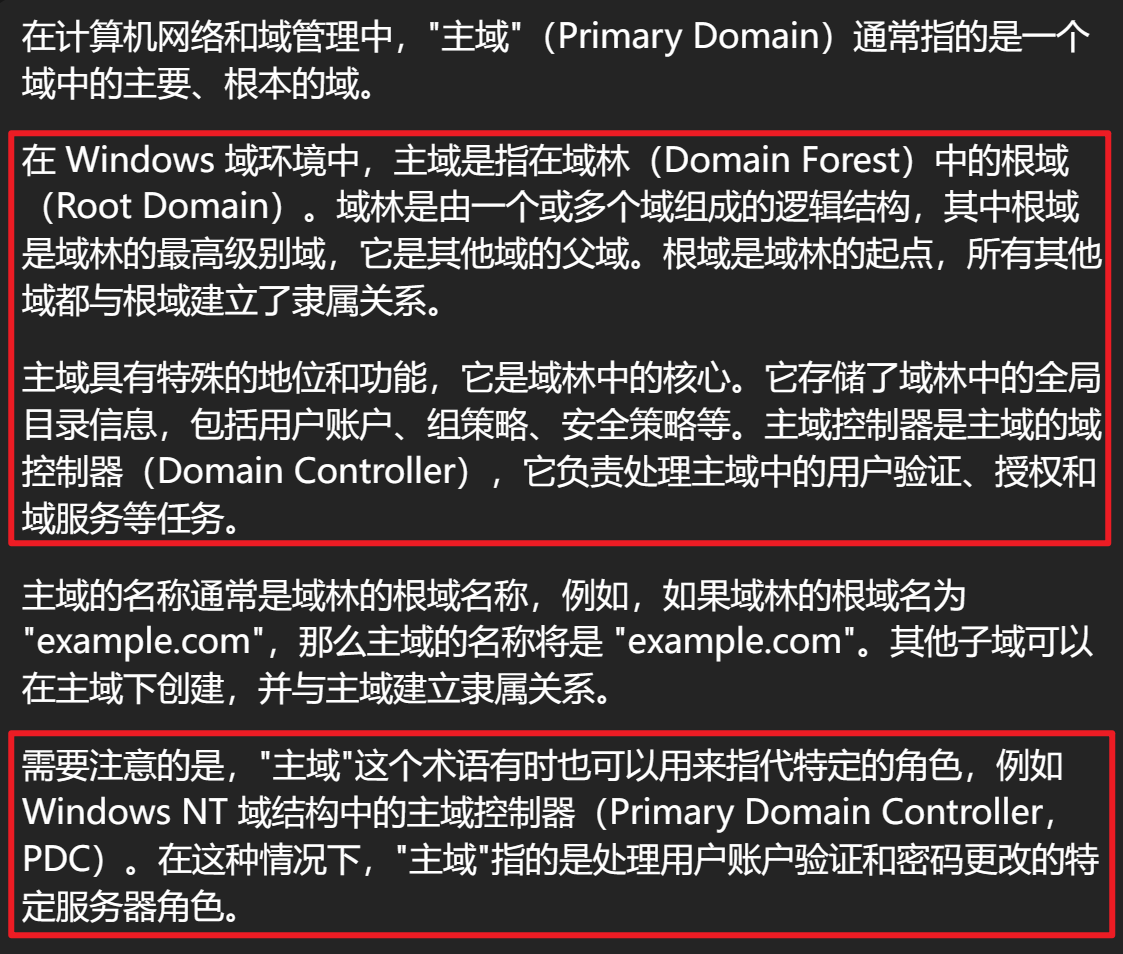 在计算机网络和域管理中，"主域"（Primary Domain）通常指的是一个
域中的主要、根本的域。
在 Windows 域环境中，主域是指在域林（Domain Forest）中的根域
（Root Domain）。域林是由一个或多个域组成的逻辑结构，其中根域
是域林的最高级别域，它是其他域的父域。根域是域林的起点，所有其他
域都与根域建立了隶属关系。
主域具有特殊的地位和功能，它是域林中的核心。它存储了域林中的全局
目录信息，包括用户账户、组策略、安全策略等。主域控制器是主域的域
控制器（Domain Controller），它负责处理主域中的用户验证、授权和
域服务等任务。
主域的名称通常是域林的根域名称，例如，如果域林的根域名为
"example.com"，那么主域的名称将是 "example.com"。其他子域可以
在主域下创建，并与主域建立隶属关系。
需要注意的是，"主域"这个术语有时也可以用来指代特定的角色，例如
Windows NT 域结构中的主域控制器（Primary Domain Controller，
PDC）。在这种情况下，"主域"指的是处理用户账户验证和密码更改的特
定服务器角色。